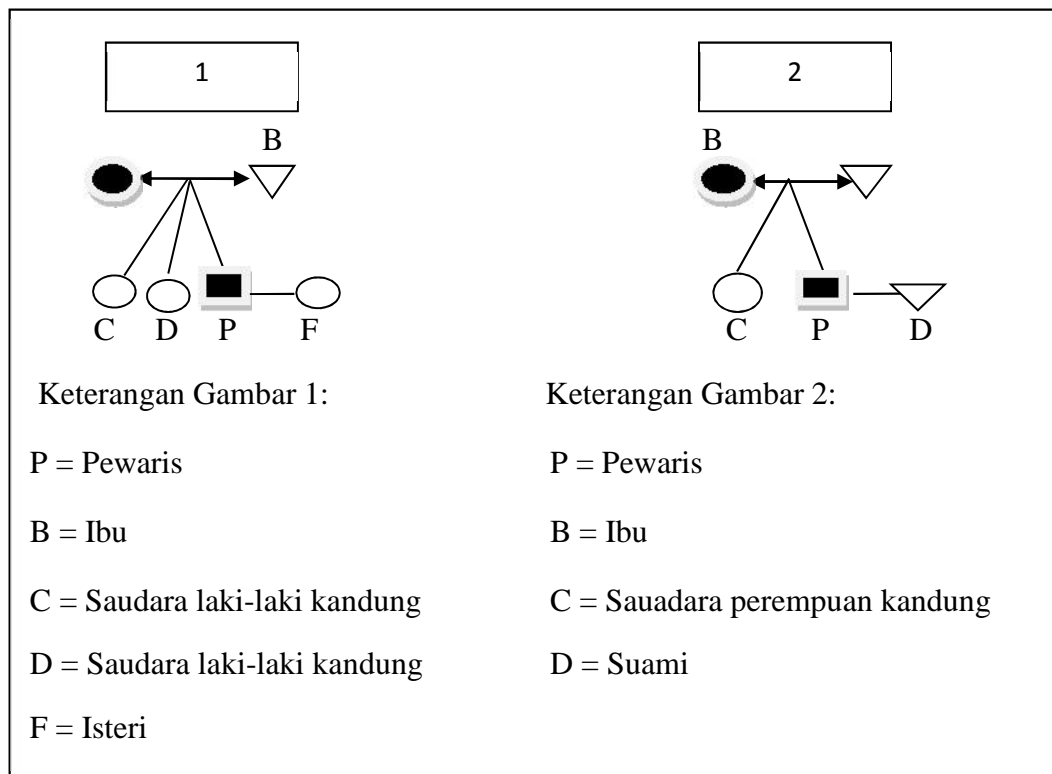 1
B
C D P F
Keterangan Gambar 1:
P = Pewaris
B = Ibu
C = Saudara laki-laki kandung
D = Saudara laki-laki kandung
F = Isteri
2
B
C P D
Keterangan Gambar 2:
P = Pewaris
B = Ibu
C = Sauadara perempuan kandung
D = Suami